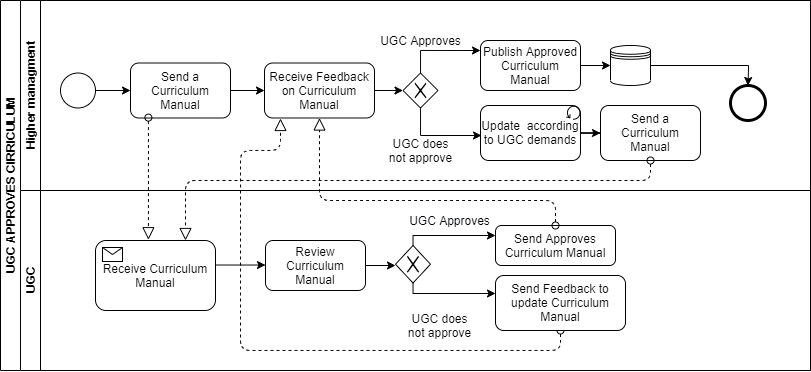 UGC APPROVES CIRRICULUM
Higher managment
Send a
Curriculum
Manual
Receive Feedback
on Curriculum
Manual
UGC Approves
X
UGC does
not approve
Publish Approved
Curriculum
Manual
Update  according
to UGC demands
Send a
a Curriculum
Manual
UGC
Receive Curriculum
Manual
Review
Curriculum
Manual
UGC Approves
X
UGC does
not approve
Send Approves
Curriculum Manual
Send Feedback to
update Curriculum
Manual